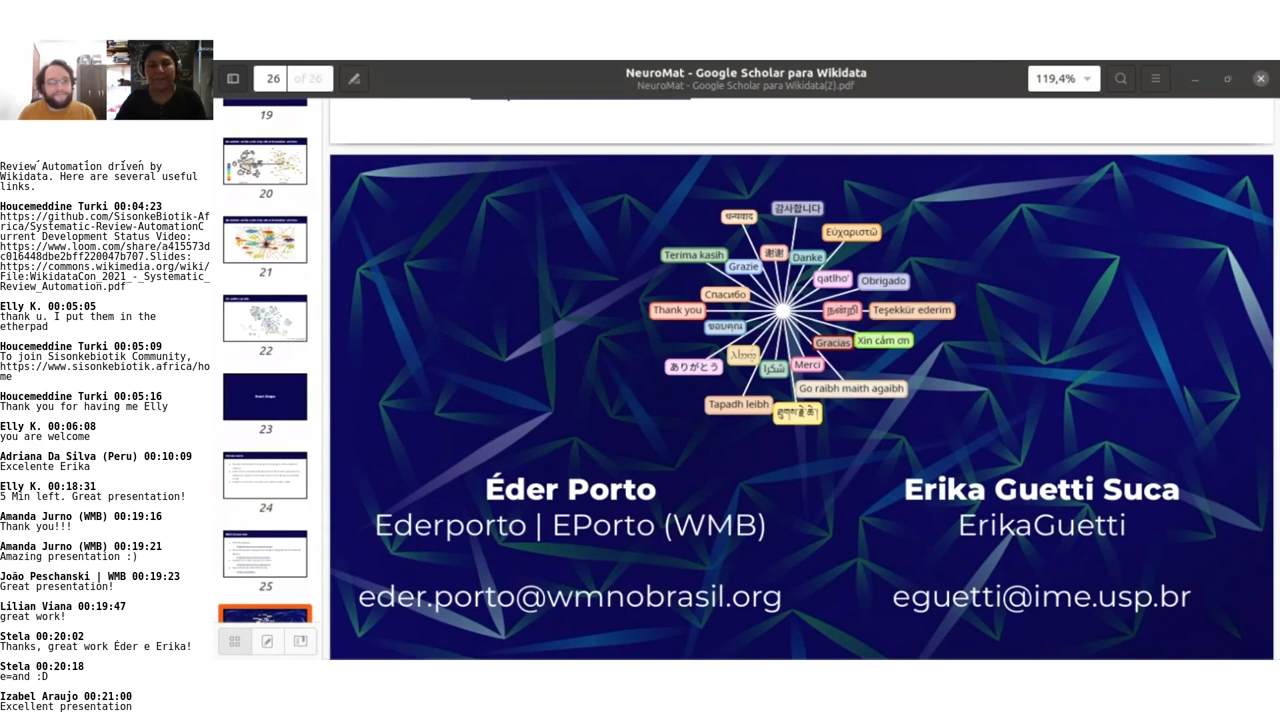 Review Automation driven by
Wikidata. Here are several useful
links.
Houcemeddine Turki 00:04:23
https://github.com/SisonkeBiotik-Af
rica/Systematic-Review-AutomationC
urrent Development Status Video:
https://www.loom.com/share/a415573d
c016448dbe2b1f220047b707.Slides:
https://commons.wikimedia.org/wiki/
File:WikidataCon_2021_-_Systematic_
Review_Automation.pdf
Elly K. 00:05:05
thank u. I put them in the
etherpad
Houcemeddine Turki 00:05:09
To join Sisonkebiotik Community,
https://www.sisonkebiotik.africa/ho
me
Houcemeddine Turki 00:05:16
Thank you for having me Elly
Elly K. 00:06:08
you are welcome
Adriana Da Silva (Peru) 00:10:09
Excelente Erika
Elly K. 00:18:31
5 Min left. Great presentation!
Amanda Jurno (WMB) 00:19:16
Thank you!!!
Amanda Jurno (WMB) 00:19:21
Amazing presentation :)
João Peschanski | WMB 00:19:23
Great presentation!
Lilian Viana 00:19:47
great work!
Stela 00:20:02
Thanks, great work Éder e Erika!
Stela 00:20:18
e=and :D
Izabel Araujo 00:21:00
Excellent presentation
26 of 26
NeuroMat - Google Scholar para Wikidata
NeuroMat - Google Scholar para Wikidata(2).pdf
119,4%
19
20
21
22
23
24
25
धन्यवाद
감사합니다
Εὐχαριστῶ
Terima kasih
Grazie
谢谢
Danke
qatlho'
Obrigado
Спасибо
Thank you
நன்றி
Teşekkür ederim
ขอบคุณ
Gracias
Xin cảm ơn
ありがとう
شكرا
Merci
Go raibh maith agaibh
Tapadh leibh
ཐུགས་རྗེ་ཆེ།
Éder Porto
Ederporto | EPorto (WMB)
eder.porto@wmnobrasil.org
Erika Guetti Suca
ErikaGuetti
eguetti@ime.usp.br